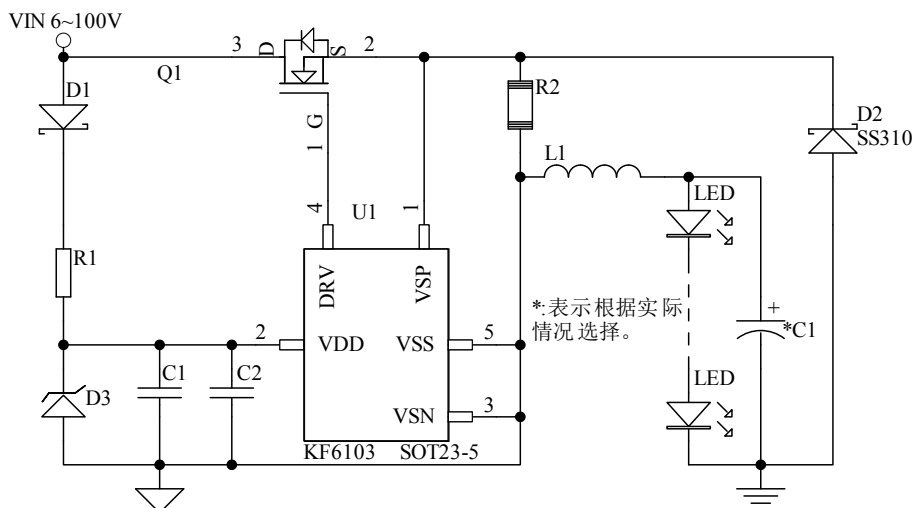 VIN 6~100V
3
D
S
2
Q1
D1
R2
D2
SS310
G
1
L1
LED
4
U1
1
R1
DRV
VSP
*:表示根据实际
情况选择。
+
*C1
2
VDD
VSS
5
C1
C2
LED
D3
VSN
3
KF6103
SOT23-5